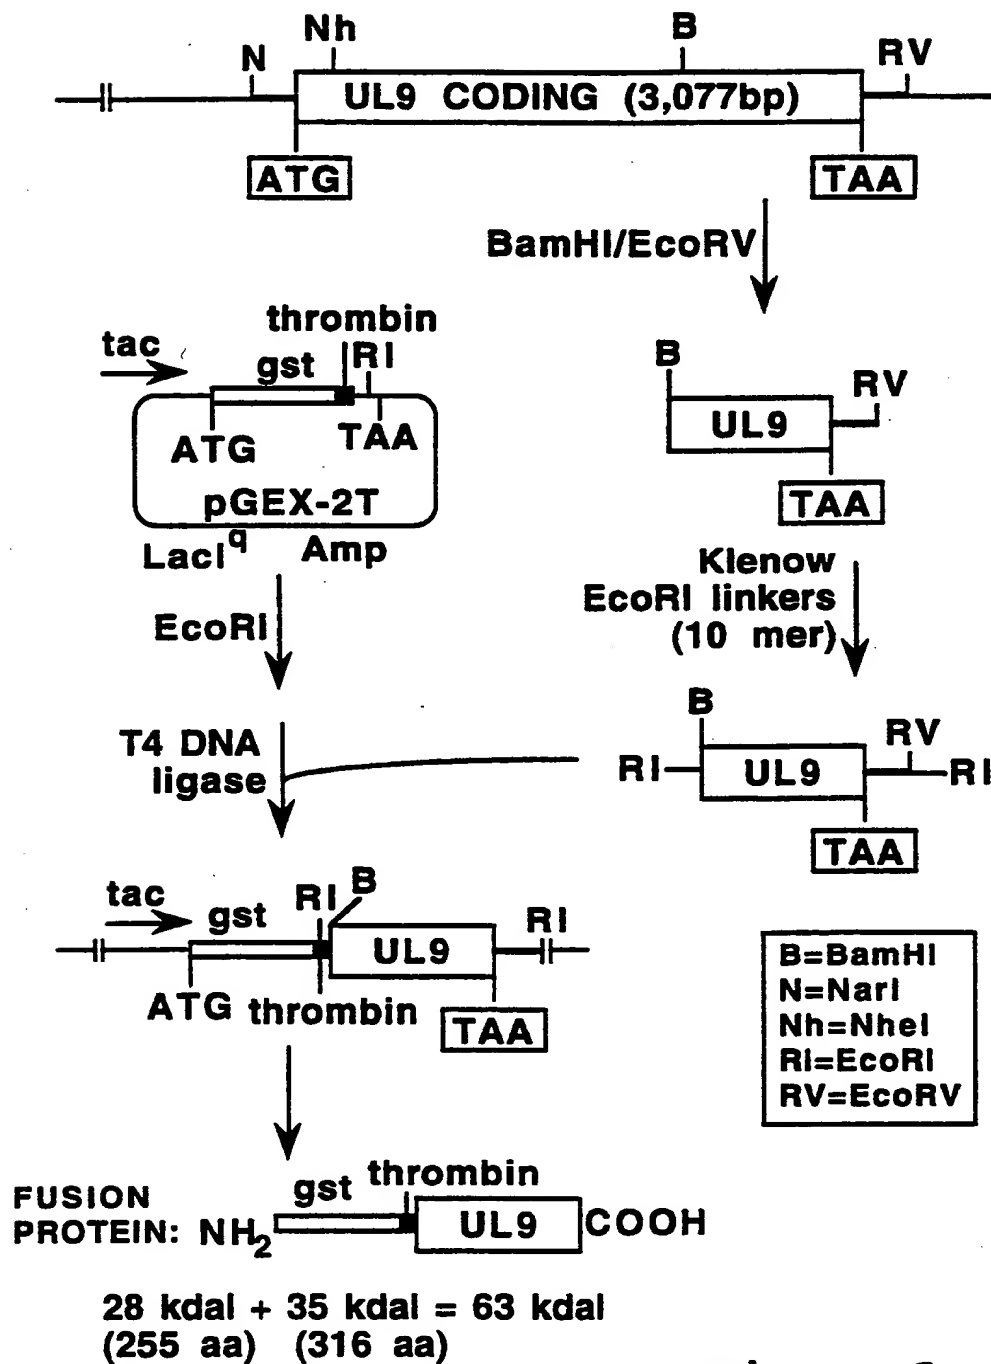 Nh
B
N
RV
UL9 CODING (3,077bp)
ATG
TAA
BamHI/EcoRV
thrombin
tac
gst
RI
B
RV
UL9
ATG
TAA
TAA
pGEX-2T
LacI^q
Amp
Klenow
EcoRI linkers
(10 mer)
EcoRI
B
RV
T4 DNA
ligase
RI
UL9
RI
TAA
tac
gst
RI
B
RI
UL9
ATG
thrombin
TAA
B=BamHI
N=NarI
Nh=NheI
RI=EcoRI
RV=EcoRV
gst
thrombin
FUSION
PROTEIN:
NH2
UL9
COOH
28 kdal + 35 kdal = 63 kdal
(255 aa) (316 aa)